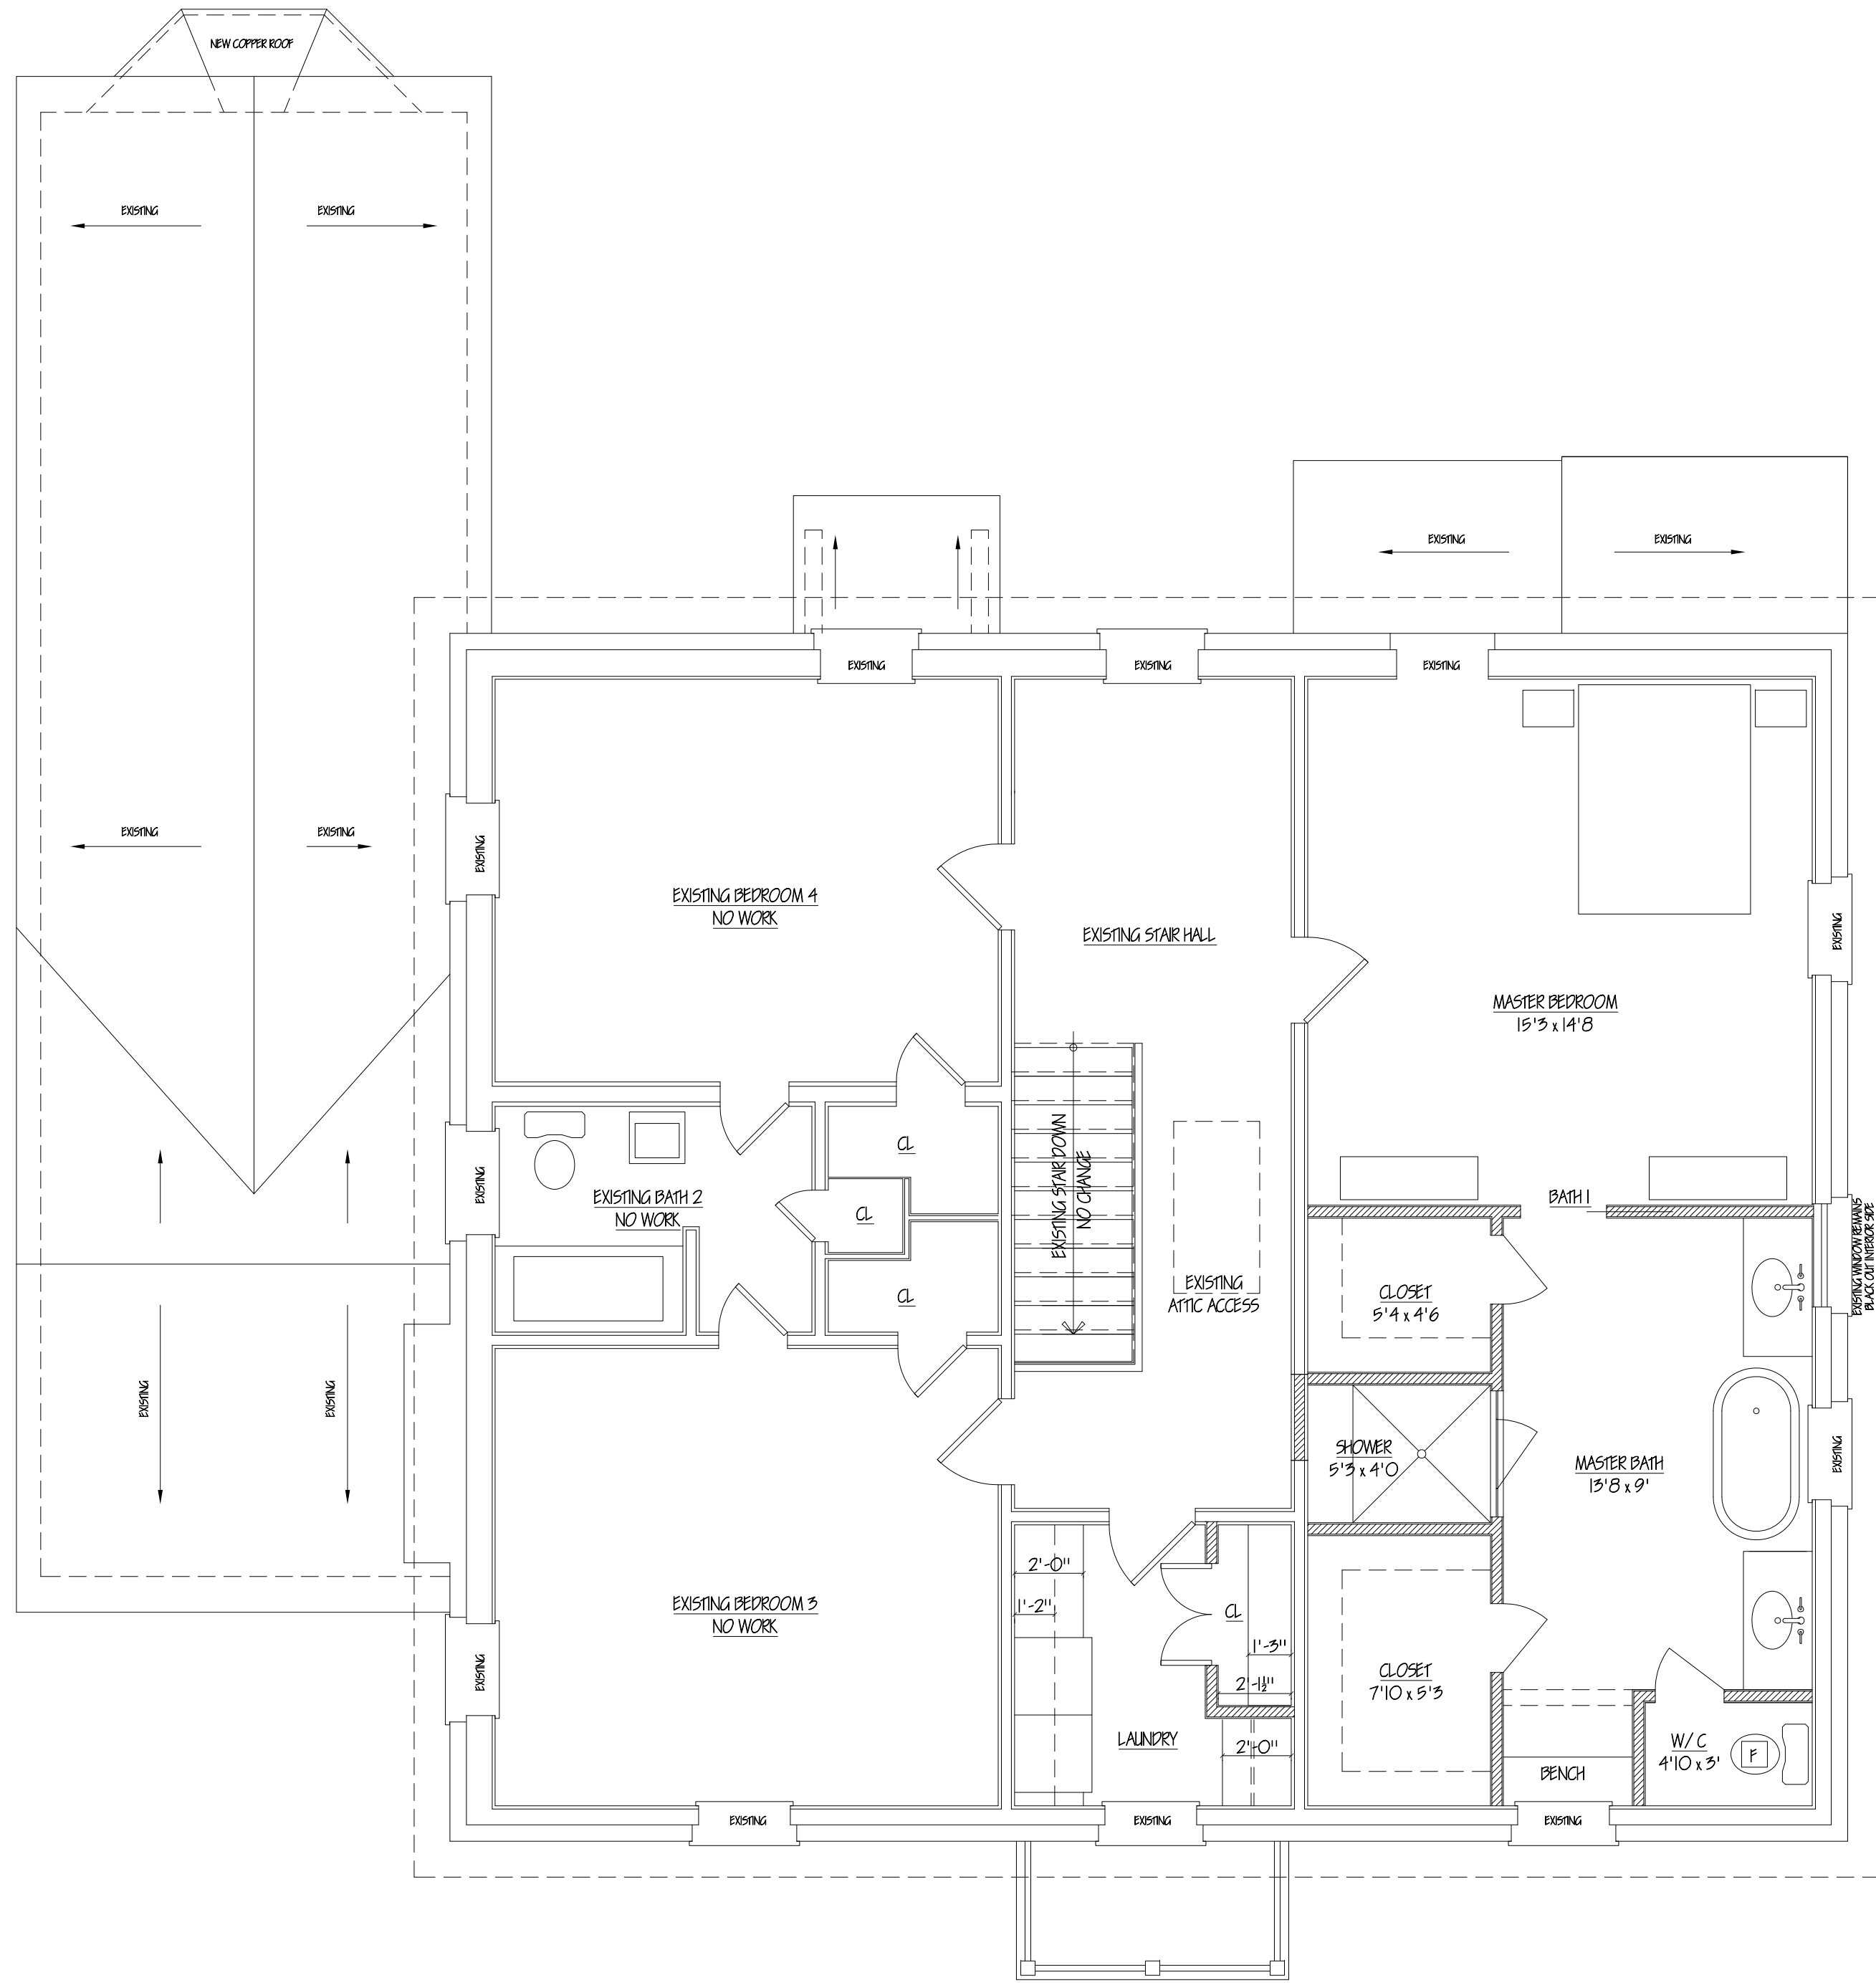 NEW COPPER ROOF
EXISTING
EXISTING
EXISTING
EXISTING
EXISTING
EXISTING
EXISTING
EXISTING
EXISTING
EXISTING
EXISTING
EXISTING BEDROOM 4
NO WORK
EXISTING STAIR HALL
EXISTING
MASTER BEDROOM
15'3 x 14'8
CL
EXISTING STAIR DOWN
NO CHANGE
EXISTING
EXISTING BATH 2
NO WORK
CL
BATH 1
EXISTING WINDOW REMAINS
BLACK OUT INTERIOR SIDE
CL
EXISTING
ATTIC ACCESS
CLOSET
5'4 x 4'6
EXISTING
EXISTING
SHOWER
5'3 x 4'0
MASTER BATH
13'8 x 9'
EXISTING
2'-0"
EXISTING BEDROOM 3
NO WORK
1'-2"
CL
1'-3"
2'-1½"
EXISTING
CLOSET
7'10 x 5'3
LAUNDRY
2'-0"
W/C
4'10 x 3'
F
BENCH
EXISTING
EXISTING
EXISTING